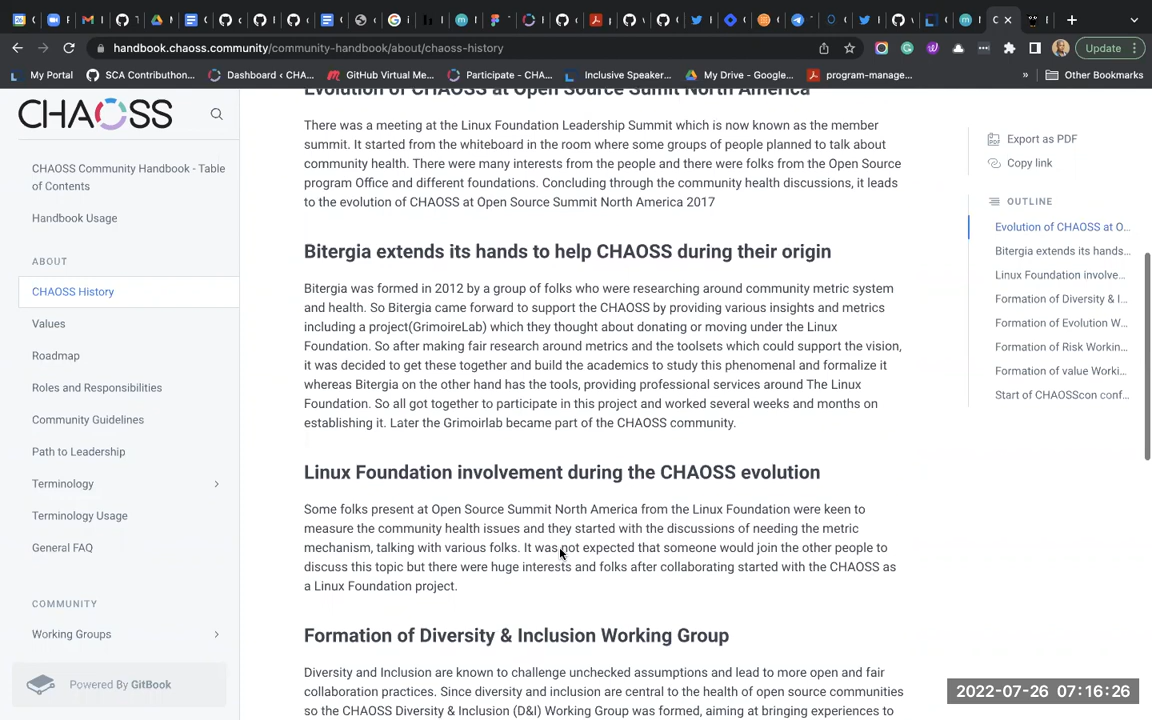 handbook.chaoss.community/community-handbook/about/chaoss-history
Update
My Portal
SCA Contributhon...
Dashboard ‹ CHA...
GitHub Virtual Me...
Participate - CHA...
Inclusive Speaker...
My Drive - Google...
program-manage...
»
Other Bookmarks
CHAOSS
CHAOSS Community Handbook - Table
of Contents
Handbook Usage
ABOUT
CHAOSS History
Values
Roadmap
Roles and Responsibilities
Community Guidelines
Path to Leadership
Terminology
Terminology Usage
General FAQ
COMMUNITY
Working Groups
Powered By GitBook
Evolution of CHAOSS at Open Source Sumit North America
There was a meeting at the Linux Foundation Leadership Summit which is now known as the member
summit. It started from the whiteboard in the room where some groups of people planned to talk about
community health. There were many interests from the people and there were folks from the Open Source
program Office and different foundations. Concluding through the community health discussions, it leads
to the evolution of CHAOSS at Open Source Summit North America 2017
Bitergia extends its hands to help CHAOSS during their origin
Bitergia was formed in 2012 by a group of folks who were researching around community metric system
and health. So Bitergia came forward to support the CHAOSS by providing various insights and metrics
including a project(GrimoireLab) which they thought about donating or moving under the Linux
Foundation. So after making fair research around metrics and the toolsets which could support the vision,
it was decided to get these together and build the academics to study this phenomenal and formalize it
whereas Bitergia on the other hand has the tools, providing professional services around The Linux
Foundation. So all got together to participate in this project and worked several weeks and months on
establishing it. Later the Grimoirlab became part of the CHAOSS community.
Linux Foundation involvement during the CHAOSS evolution
Some folks present at Open Source Summit North America from the Linux Foundation were keen to
measure the community health issues and they started with the discussions of needing the metric
mechanism, talking with various folks. It was not expected that someone would join the other people to
discuss this topic but there were huge interests and folks after collaborating started with the CHAOSS as
a Linux Foundation project.
Formation of Diversity & Inclusion Working Group
Diversity and Inclusion are known to challenge unchecked assumptions and lead to more open and fair
collaboration practices. Since diversity and inclusion are central to the health of open source communities
so the CHAOSS Diversity & Inclusion (D&I) Working Group was formed, aiming at bringing experiences to
Export as PDF
Copy link
OUTLINE
Evolution of CHAOSS at O...
Bitergia extends its hands...
Linux Foundation involve...
Formation of Diversity & I...
Formation of Evolution W...
Formation of Risk Workin...
Formation of value Worki...
Start of CHAOSScon conf...
2022-07-26 07:16:26